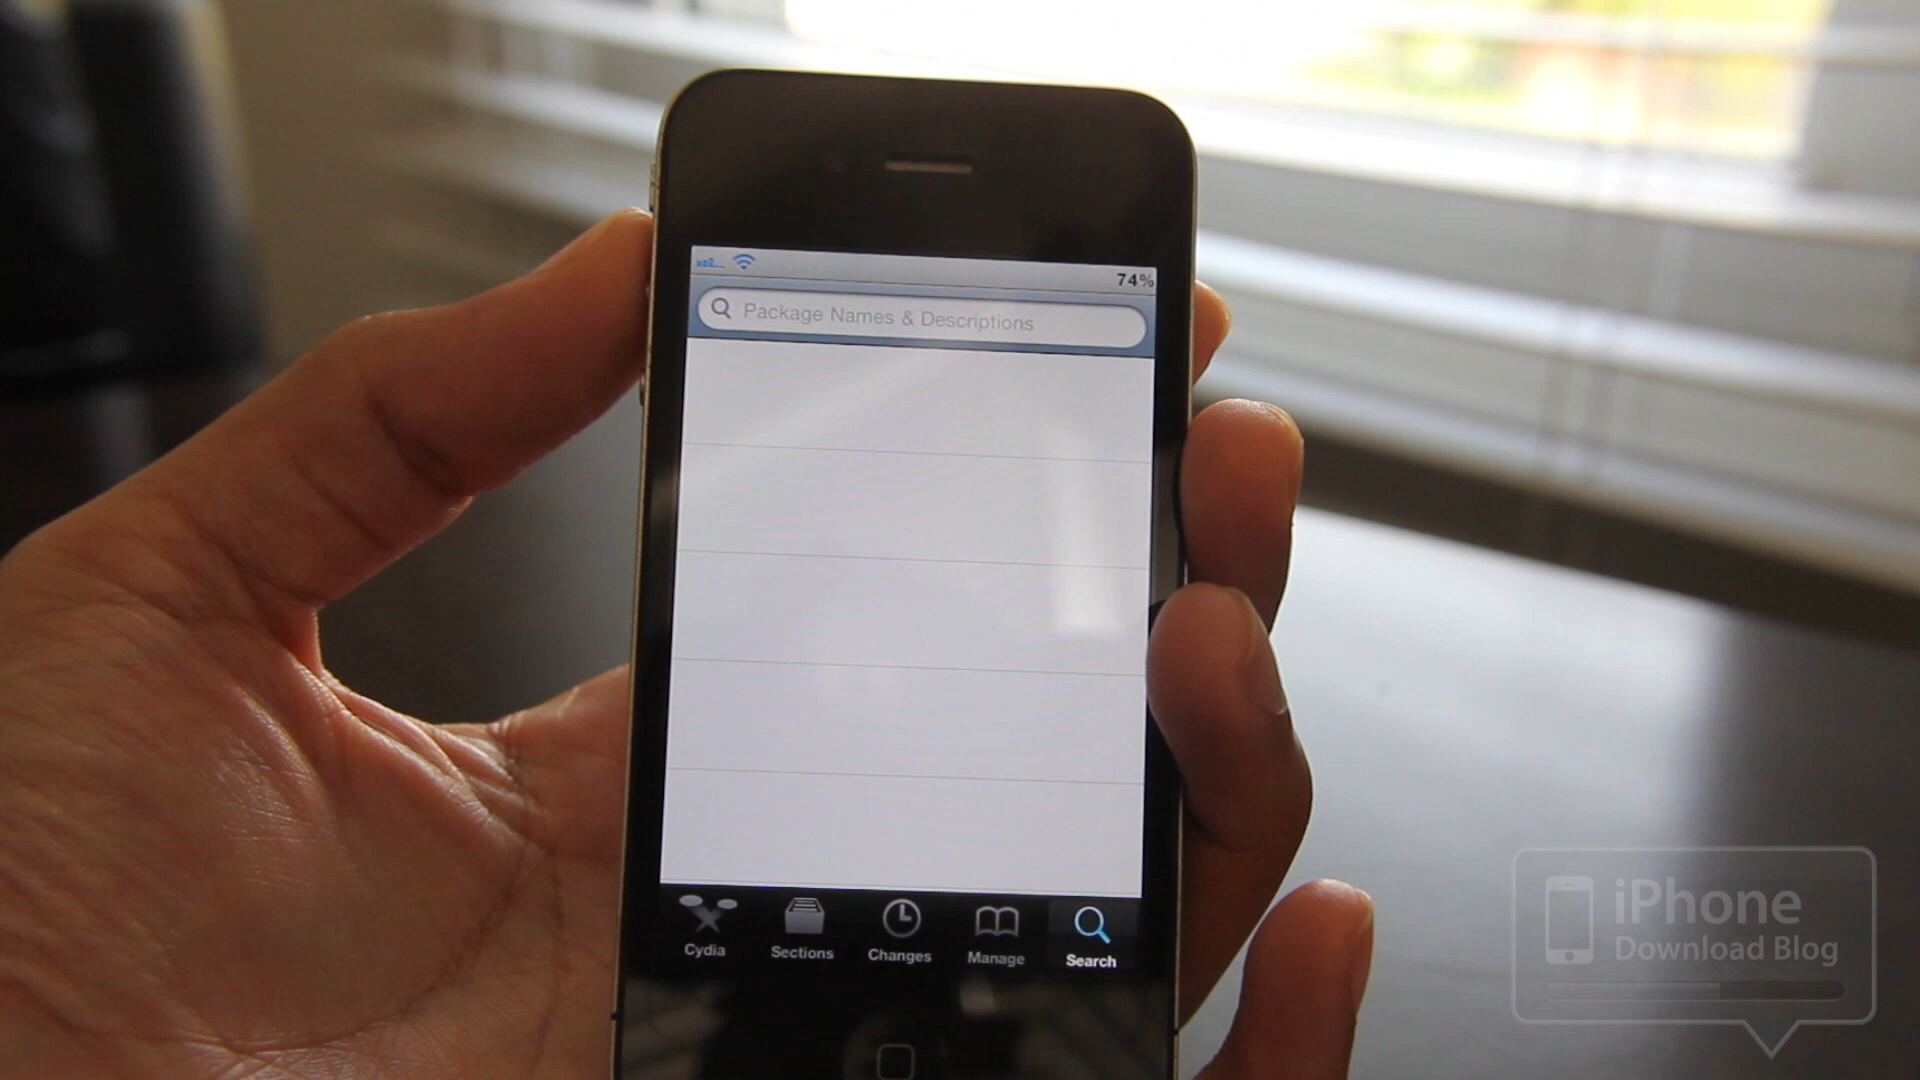 74%
Package Names & Descriptions
Cydia
Sections
Changes
Manage
Search
iPhone
Download Blog